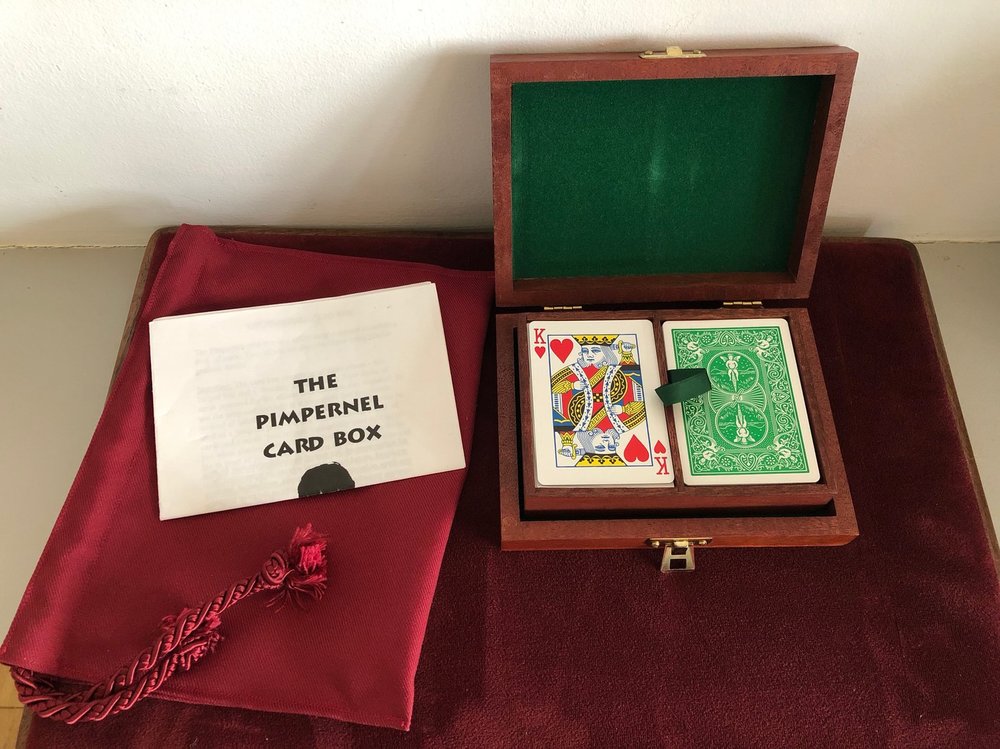 THE
PIMPERNEL
CARD BOX
K
K